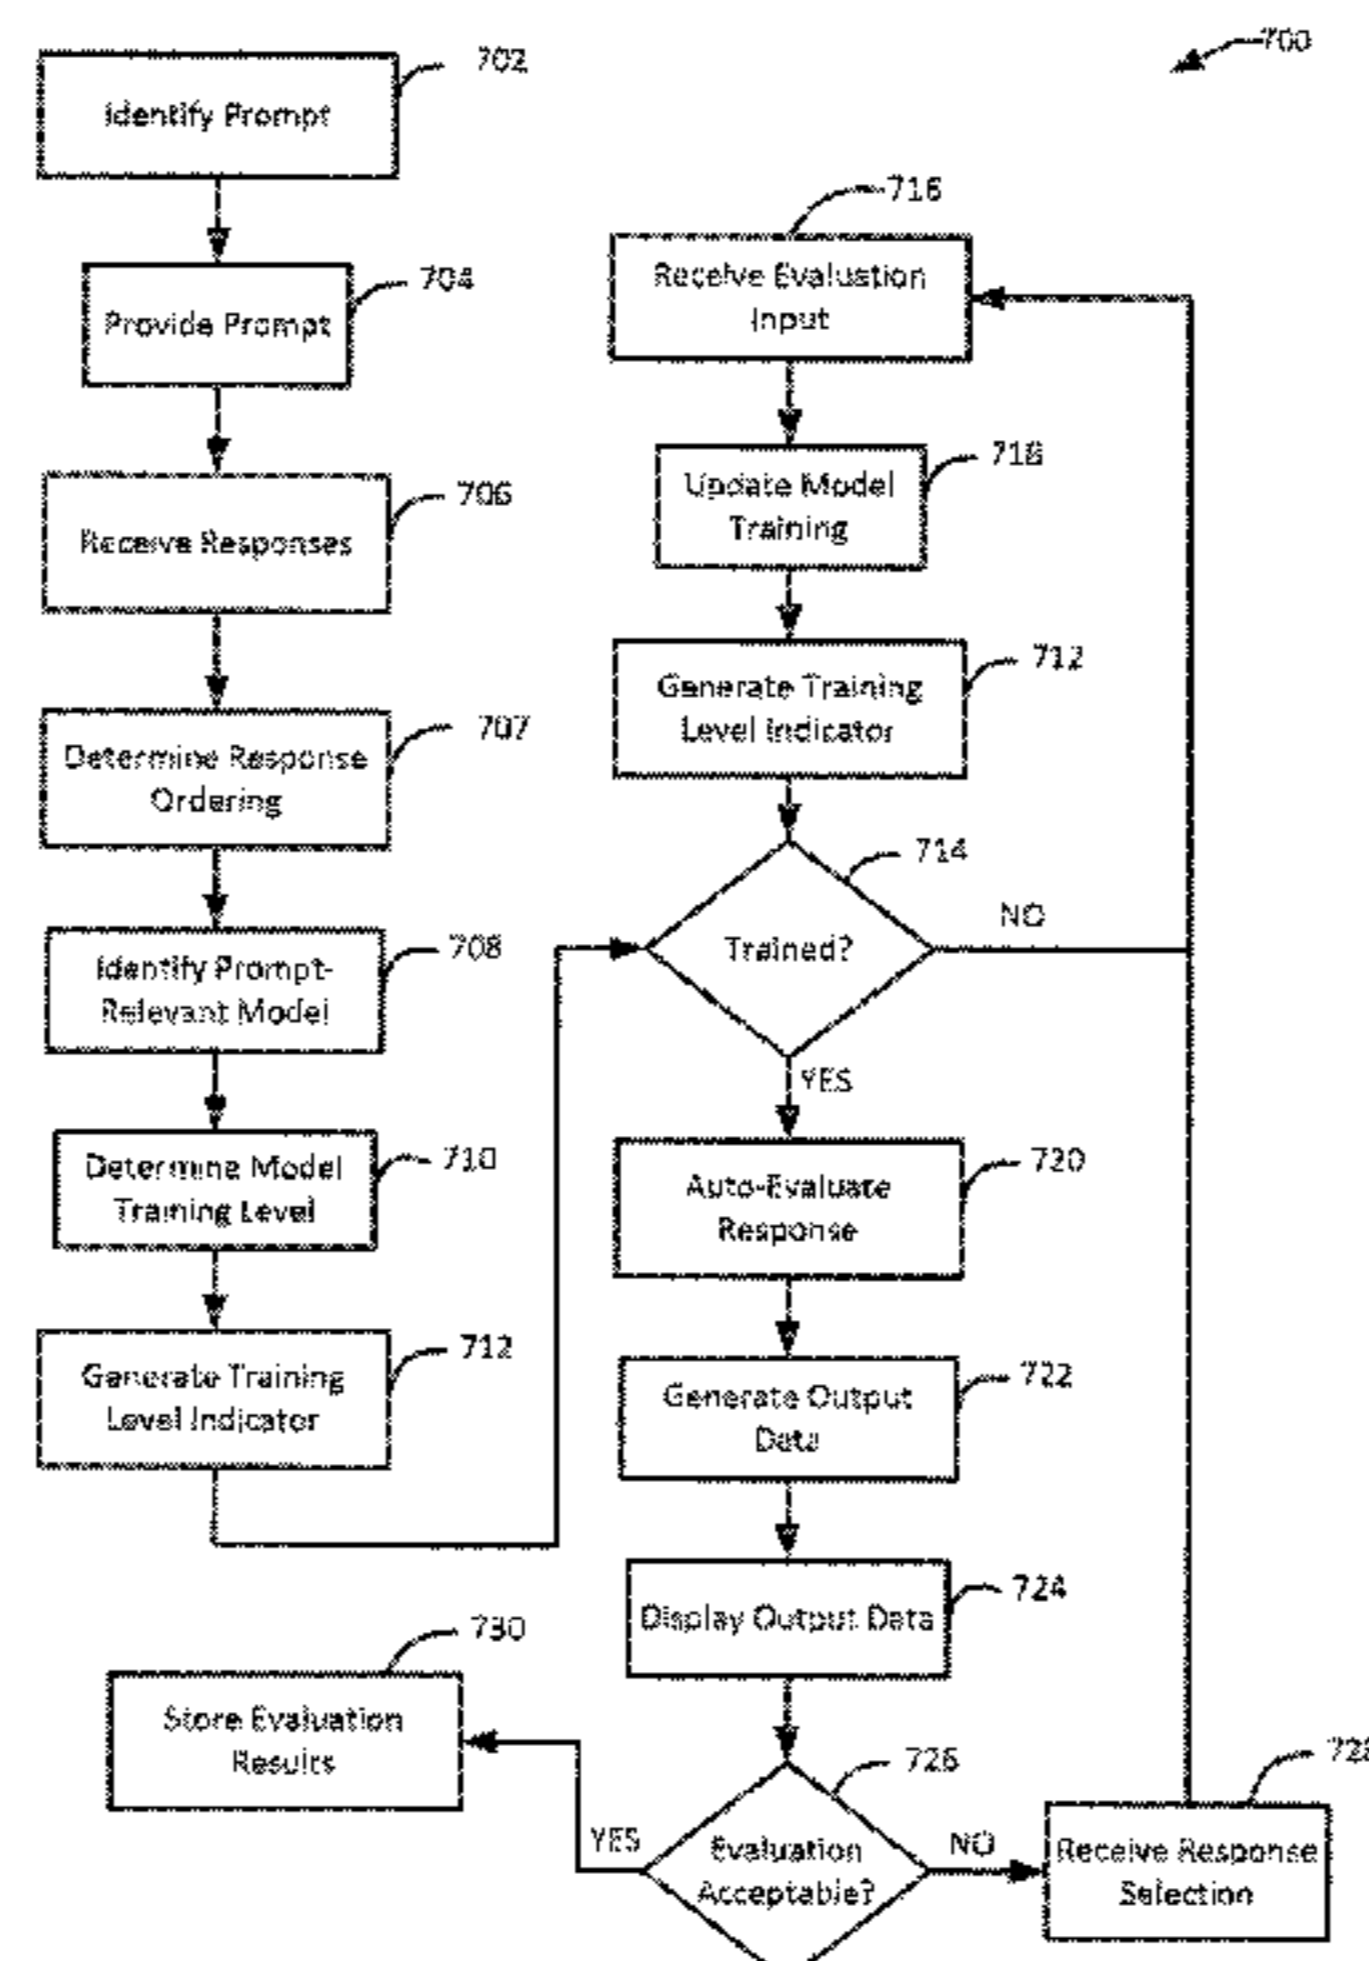 700
702
Identify Prompt
704
Provide Prompt
706
Receive Responses
707
Determine Response
Ordering
708
Identify Prompt-
Relevant Model
710
Determine Model
Training Level
712
Generate Training
Level Indicator
716
Receive Evaluation
Input
718
Update Model
Training
712
Generate Training
Level Indicator
714
Trained?
NO
YES
720
Auto-Evaluate
Response
722
Generate Output
Data
724
Display Output Data
726
Evaluation
Acceptable?
YES
NO
730
Store Evaluation
Results
728
Receive Response
Selection